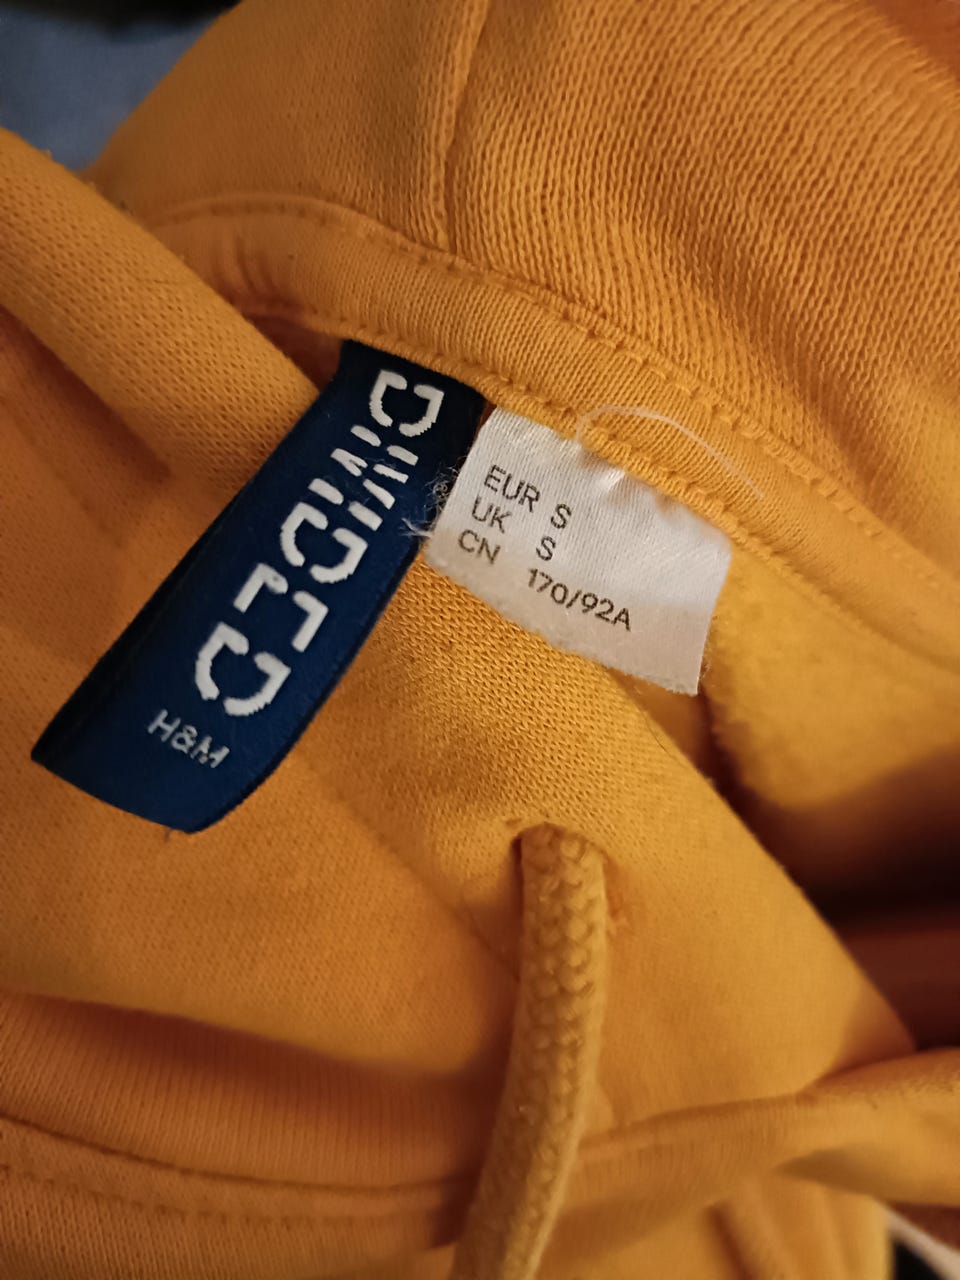 DIVIDED
H&M
EUR S
UK S
CN 170/92A